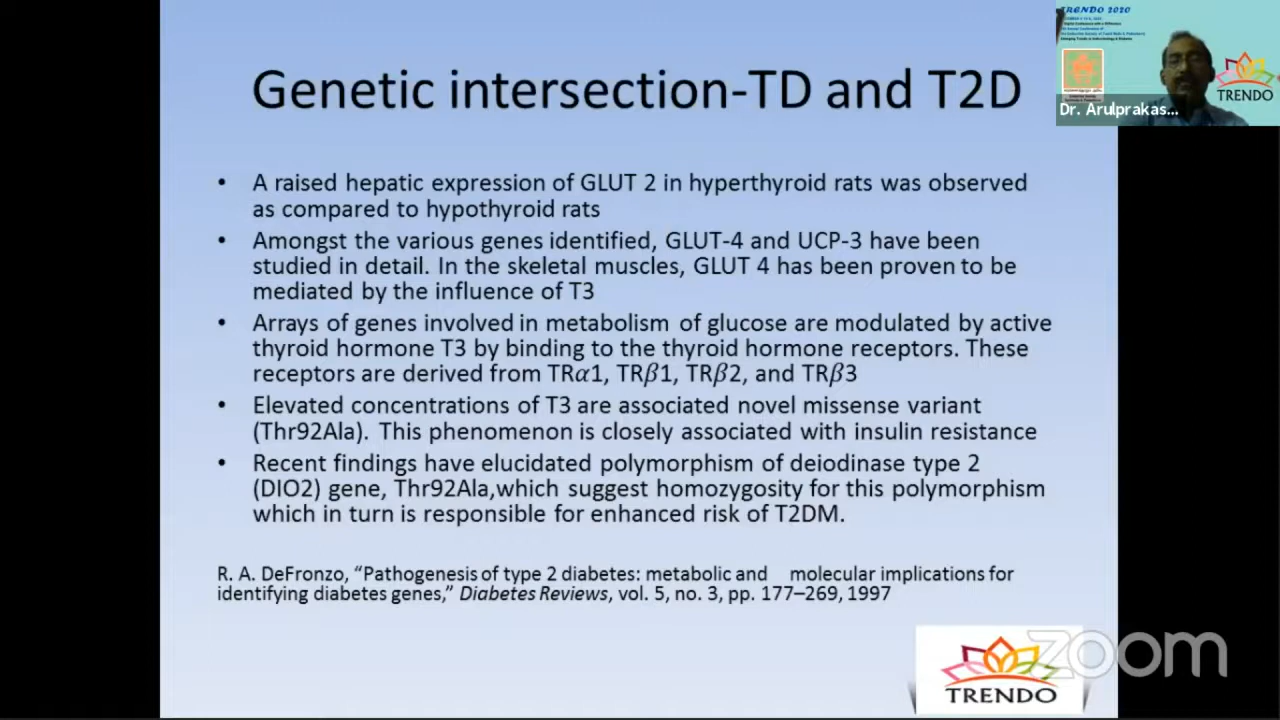 Genetic intersection-TD and T2D
• A raised hepatic expression of GLUT 2 in hyperthyroid rats was observed
as compared to hypothyroid rats
• Amongst the various genes identified, GLUT-4 and UCP-3 have been
studied in detail. In the skeletal muscles, GLUT 4 has been proven to be
mediated by the influence of T3
• Arrays of genes involved in metabolism of glucose are modulated by active
thyroid hormone T3 by binding to the thyroid hormone receptors. These
receptors are derived from TRα1, TRβ1, TRβ2, and TRβ3
• Elevated concentrations of T3 are associated novel missense variant
(Thr92Ala). This phenomenon is closely associated with insulin resistance
• Recent findings have elucidated polymorphism of deiodinase type 2
(DIO2) gene, Thr92Ala,which suggest homozygosity for this polymorphism
which in turn is responsible for enhanced risk of T2DM.
R. A. DeFronzo, “Pathogenesis of type 2 diabetes: metabolic and molecular implications for
identifying diabetes genes,” Diabetes Reviews, vol. 5, no. 3, pp. 177–269, 1997
TRENDO
zoom
TRENDO 2020
TRENDO
Dr. Arulprakas...